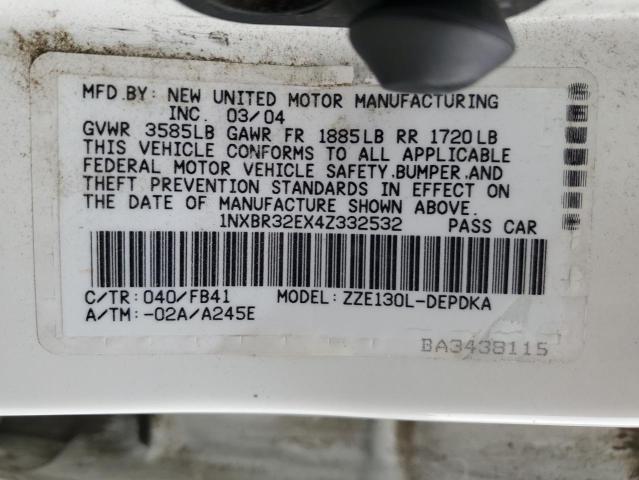 MFD.BY: NEW UNITED MOTOR MANUFACTURING
INC. 03/04
GVWR 3585LB GAWR FR 1885LB RR 1720LB
THIS VEHICLE CONFORMS TO ALL APPLICABLE
FEDERAL MOTOR VEHICLE SAFETY,BUMPER,AND
THEFT PREVENTION STANDARDS IN EFFECT ON
THE DATE OF MANUFACTURE SHOWN ABOVE.
1NXBR32EX4Z332532 PASS CAR
C/TR: 040/FB41 MODEL: ZZE130L-DEPDKA
A/TM: -02A/A245E
BA3438115